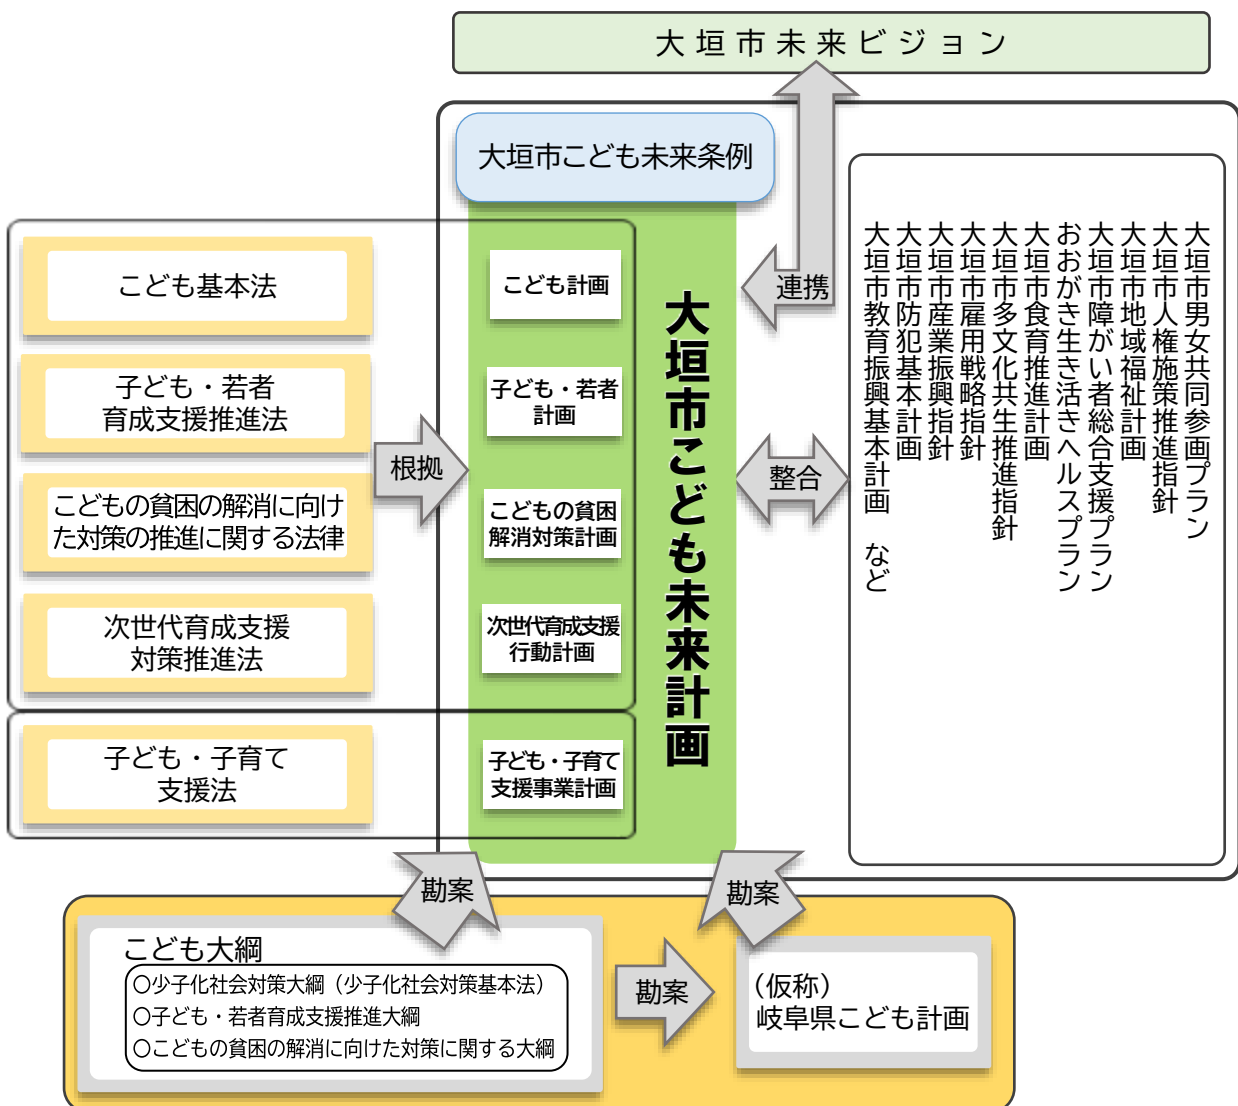 大垣市未来ビジョン
大垣市こども未来条例
こども基本法
子ども・若者
育成支援推進法
こどもの貧困の解消に向け
た対策の推進に関する法律
次世代育成支援
対策推進法
子ども・子育て
支援法
根拠
こども計画
子ども・若者
計画
こどもの貧困
解消対策計画
次世代育成支援
行動計画
子ども・子育て
支援事業計画
大垣市こども未来計画
連携
整合
大垣市男女共同参画プラン
大垣市人権施策推進指針
大垣市地域福祉計画
大垣市障がい者総合支援プラン
おおがき生き活きヘルスプラン
大垣市食育推進計画
大垣市多文化共生推進指針
大垣市雇用戦略指針
大垣市産業振興指針
大垣市防犯基本計画
大垣市教育振興基本計画 など
勘案
勘案
こども大綱
〇少子化社会対策大綱（少子化社会対策基本法）
〇子ども・若者育成支援推進大綱
〇こどもの貧困の解消に向けた対策に関する大綱
勘案
（仮称）
岐阜県こども計画